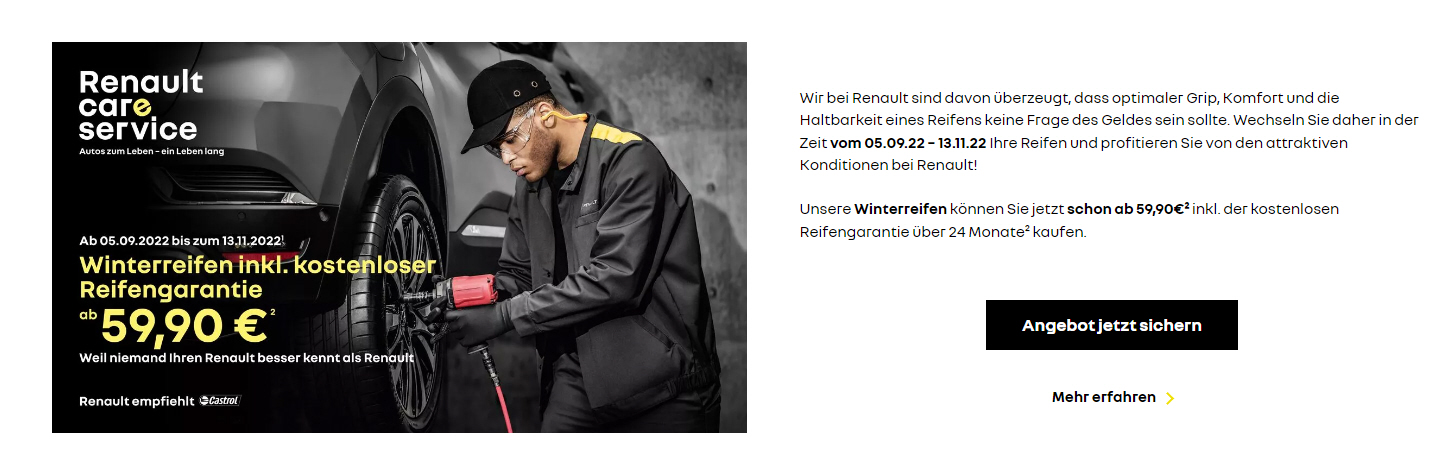 Renault
care
service
Autos zum Leben – ein Leben lang
Ab 05.09.2022 bis zum 13.11.2022¹
Winterreifen inkl. kostenloser
Reifengarantie
ab 59,90 €²
Weil niemand Ihren Renault besser kennt als Renault
Renault empfiehlt Castrol
Wir bei Renault sind davon überzeugt, dass optimaler Grip, Komfort und die
Haltbarkeit eines Reifens keine Frage des Geldes sein sollte. Wechseln Sie daher in der
Zeit vom 05.09.22 – 13.11.22 Ihre Reifen und profitieren Sie von den attraktiven
Konditionen bei Renault!
Unsere Winterreifen können Sie jetzt schon ab 59,90€² inkl. der kostenlosen
Reifengarantie über 24 Monate² kaufen.
Angebot jetzt sichern
Mehr erfahren